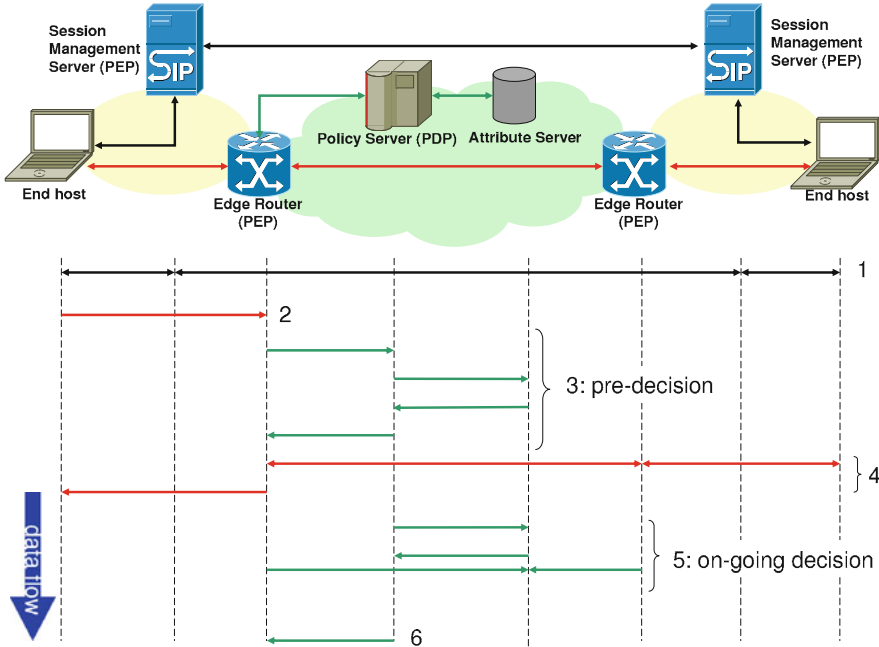 Session
Management
Server (PEP)
SIP
Session
Management
Server (PEP)
SIP
Policy Server (PDP)
Attribute Server
End host
Edge Router
(PEP)
Edge Router
(PEP)
End host
1
2
3: pre-decision
4
data flow
5: on-going decision
6